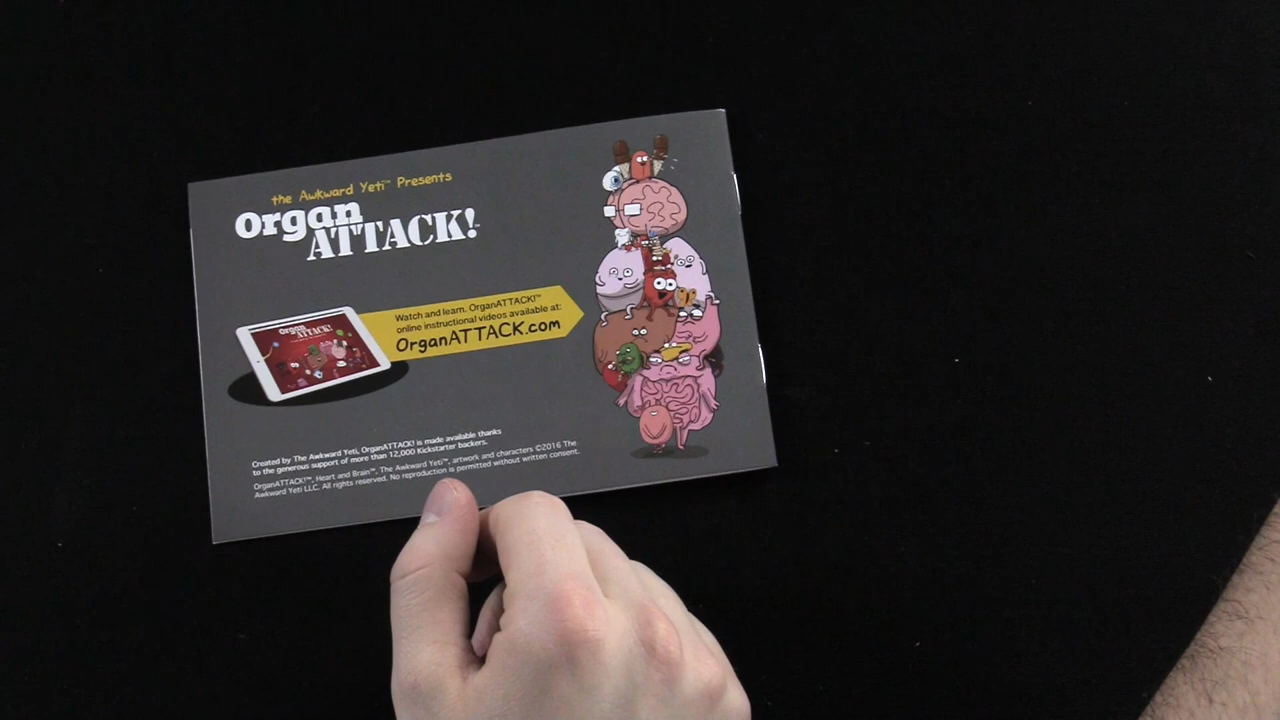 the Awkward Yeti™ Presents
Organ
ATTACK!™
Watch and learn. OrganATTACK!™
online instructional videos available at:
OrganATTACK.com
Organ
ATTACK!
Created by The Awkward Yeti, OrganATTACK! is made available thanks
to the generous support of more than 12,000 Kickstarter backers.
OrganATTACK!™, Heart and Brain™, The Awkward Yeti™, artwork and characters ©2016 The
Awkward Yeti LLC. All rights reserved. No reproduction is permitted without written consent.